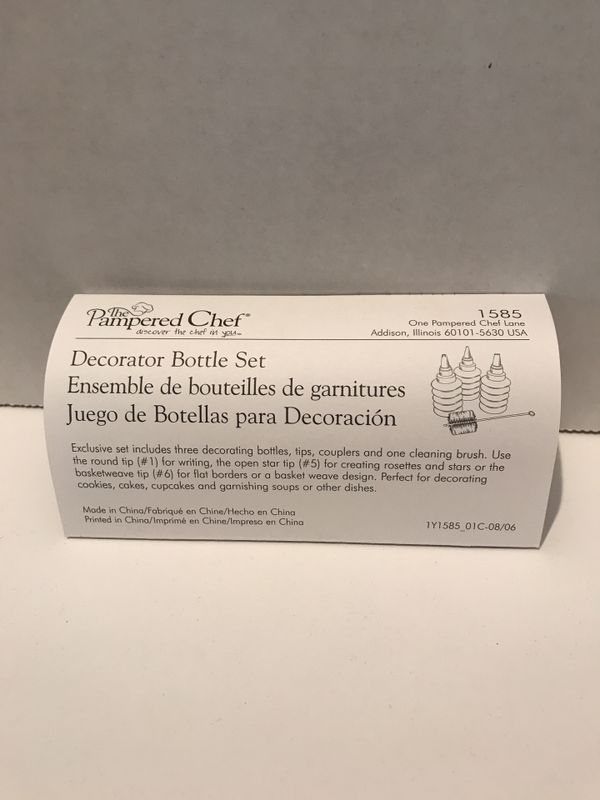 The
Pampered Chef®
discover the chef in you...
1585
One Pampered Chef Lane
Addison, Illinois 60101-5630 USA
Decorator Bottle Set
Ensemble de bouteilles de garnitures
Juego de Botellas para Decoración
Exclusive set includes three decorating bottles, tips, couplers and one cleaning brush. Use
the round tip (#1) for writing, the open star tip (#5) for creating rosettes and stars or the
basketweave tip (#6) for flat borders or a basket weave design. Perfect for decorating
cookies, cakes, cupcakes and garnishing soups or other dishes.
Made in China/Fabriqué en Chine/Hecho en China
Printed in China/Imprimé en Chine/Impreso en China
1Y1585_01C-08/06